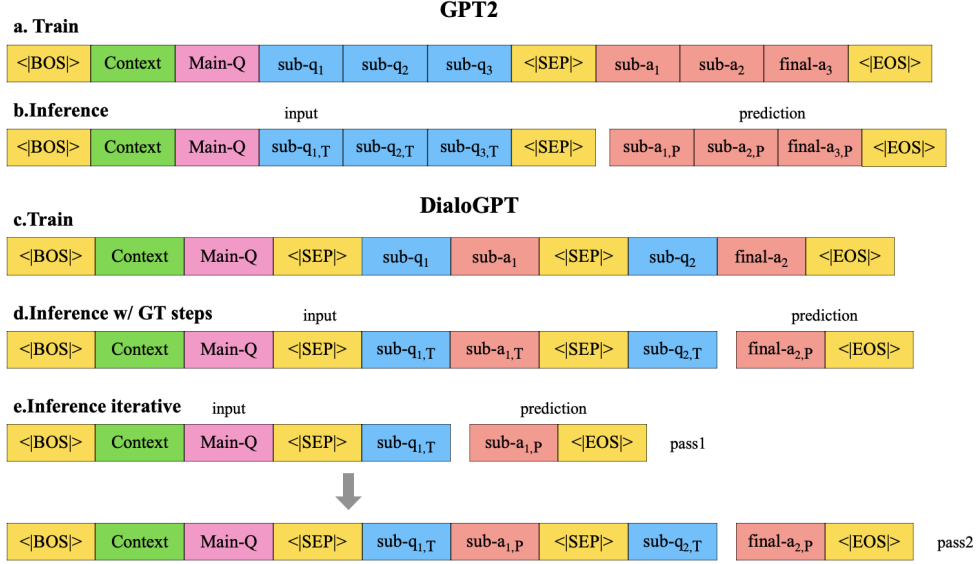 GPT2
a. Train
<|BOS|> Context Main-Q sub-q₁ sub-q₂ sub-q₃ <|SEP|> sub-a₁ sub-a₂ final-a₃ <|EOS|>
b.Inference input prediction
<|BOS|> Context Main-Q sub-q₁,T sub-q₂,T sub-q₃,T <|SEP|> sub-a₁,P sub-a₂,P final-a₃,P <|EOS|>
DialoGPT
c.Train
<|BOS|> Context Main-Q <|SEP|> sub-q₁ sub-a₁ <|SEP|> sub-q₂ final-a₂ <|EOS|>
d.Inference w/ GT steps input prediction
<|BOS|> Context Main-Q <|SEP|> sub-q₁,T sub-a₁,T <|SEP|> sub-q₂,T final-a₂,P <|EOS|>
e.Inference iterative input prediction
<|BOS|> Context Main-Q <|SEP|> sub-q₁,T sub-a₁,P <|EOS|> pass1
<|BOS|> Context Main-Q <|SEP|> sub-q₁,T sub-a₁,P <|SEP|> sub-q₂,T final-a₂,P <|EOS|> pass2